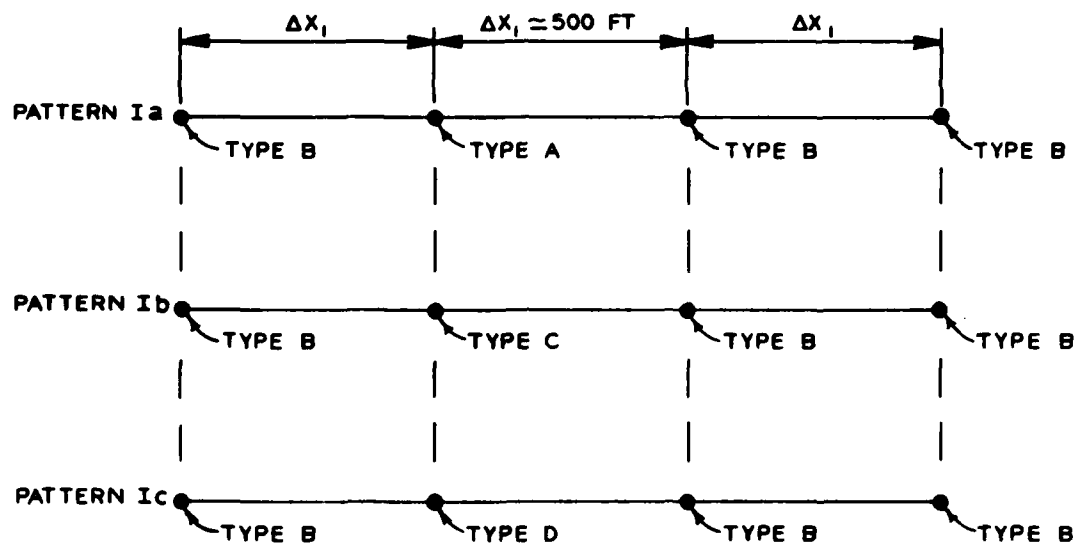 ΔX₁ ΔX₁ ≃ 500 FT ΔX₁
PATTERN Ia
TYPE B TYPE A TYPE B TYPE B
PATTERN Ib
TYPE B TYPE C TYPE B TYPE B
PATTERN Ic
TYPE B TYPE D TYPE B TYPE B